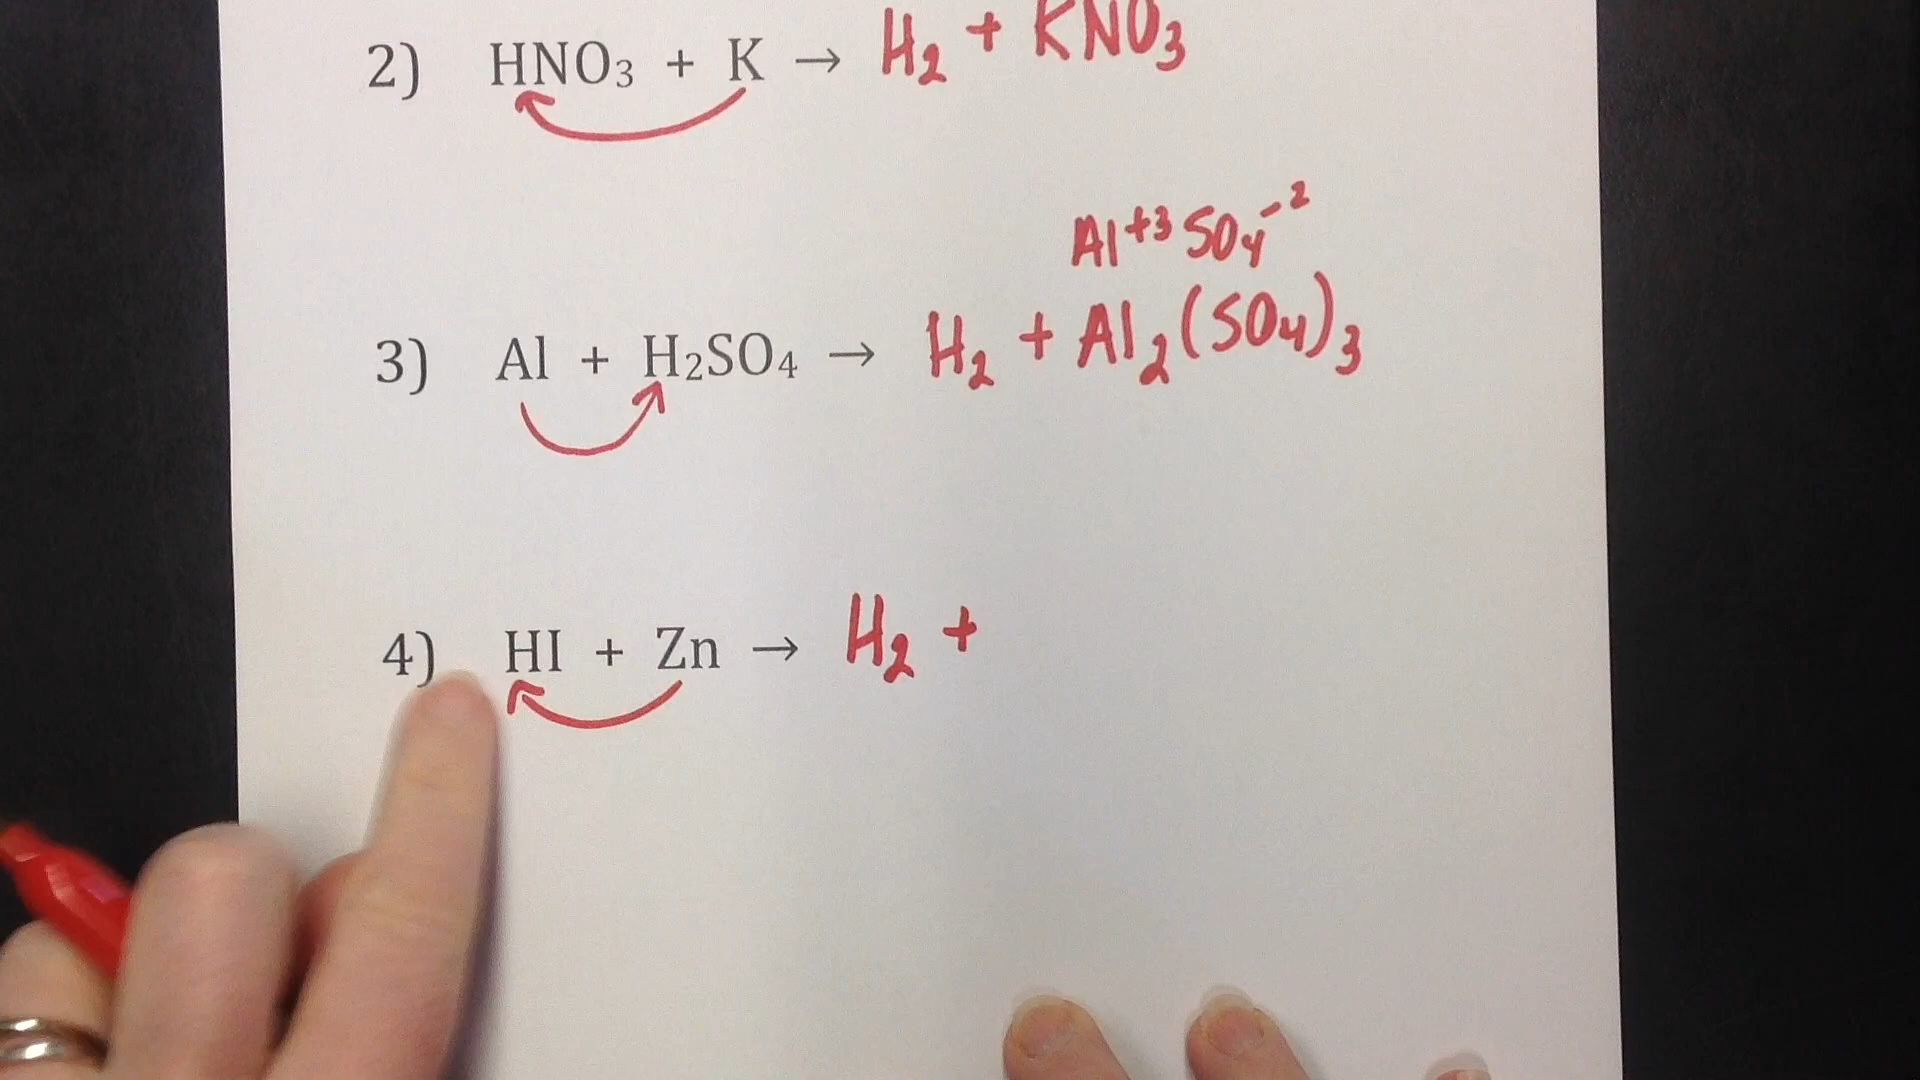 2) HNO₃ + K → H₂ + KNO₃
Al⁺³ SO₄⁻²
3) Al + H₂SO₄ → H₂ + Al₂(SO₄)₃
4) HI + Zn → H₂ +